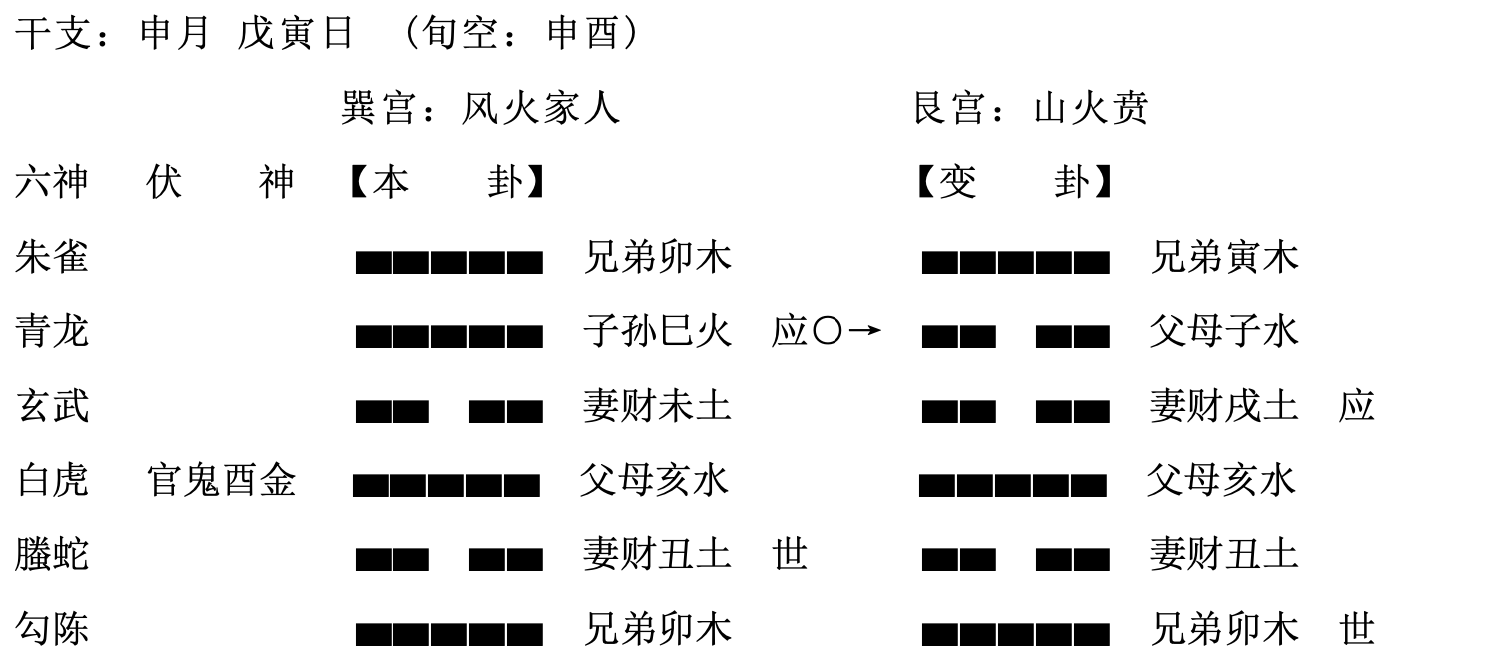 干支：申月 戊寅日 （旬空：申酉）
巽宫：风火家人 艮宫：山火贲
六神 伏 神 【本 卦】 【变 卦】
朱雀 兄弟卯木 兄弟寅木
青龙 子孙巳火 应○→ 父母子水
玄武 妻财未土 妻财戌土 应
白虎 官鬼酉金 父母亥水 父母亥水
螣蛇 妻财丑土 世 妻财丑土
勾陈 兄弟卯木 兄弟卯木 世